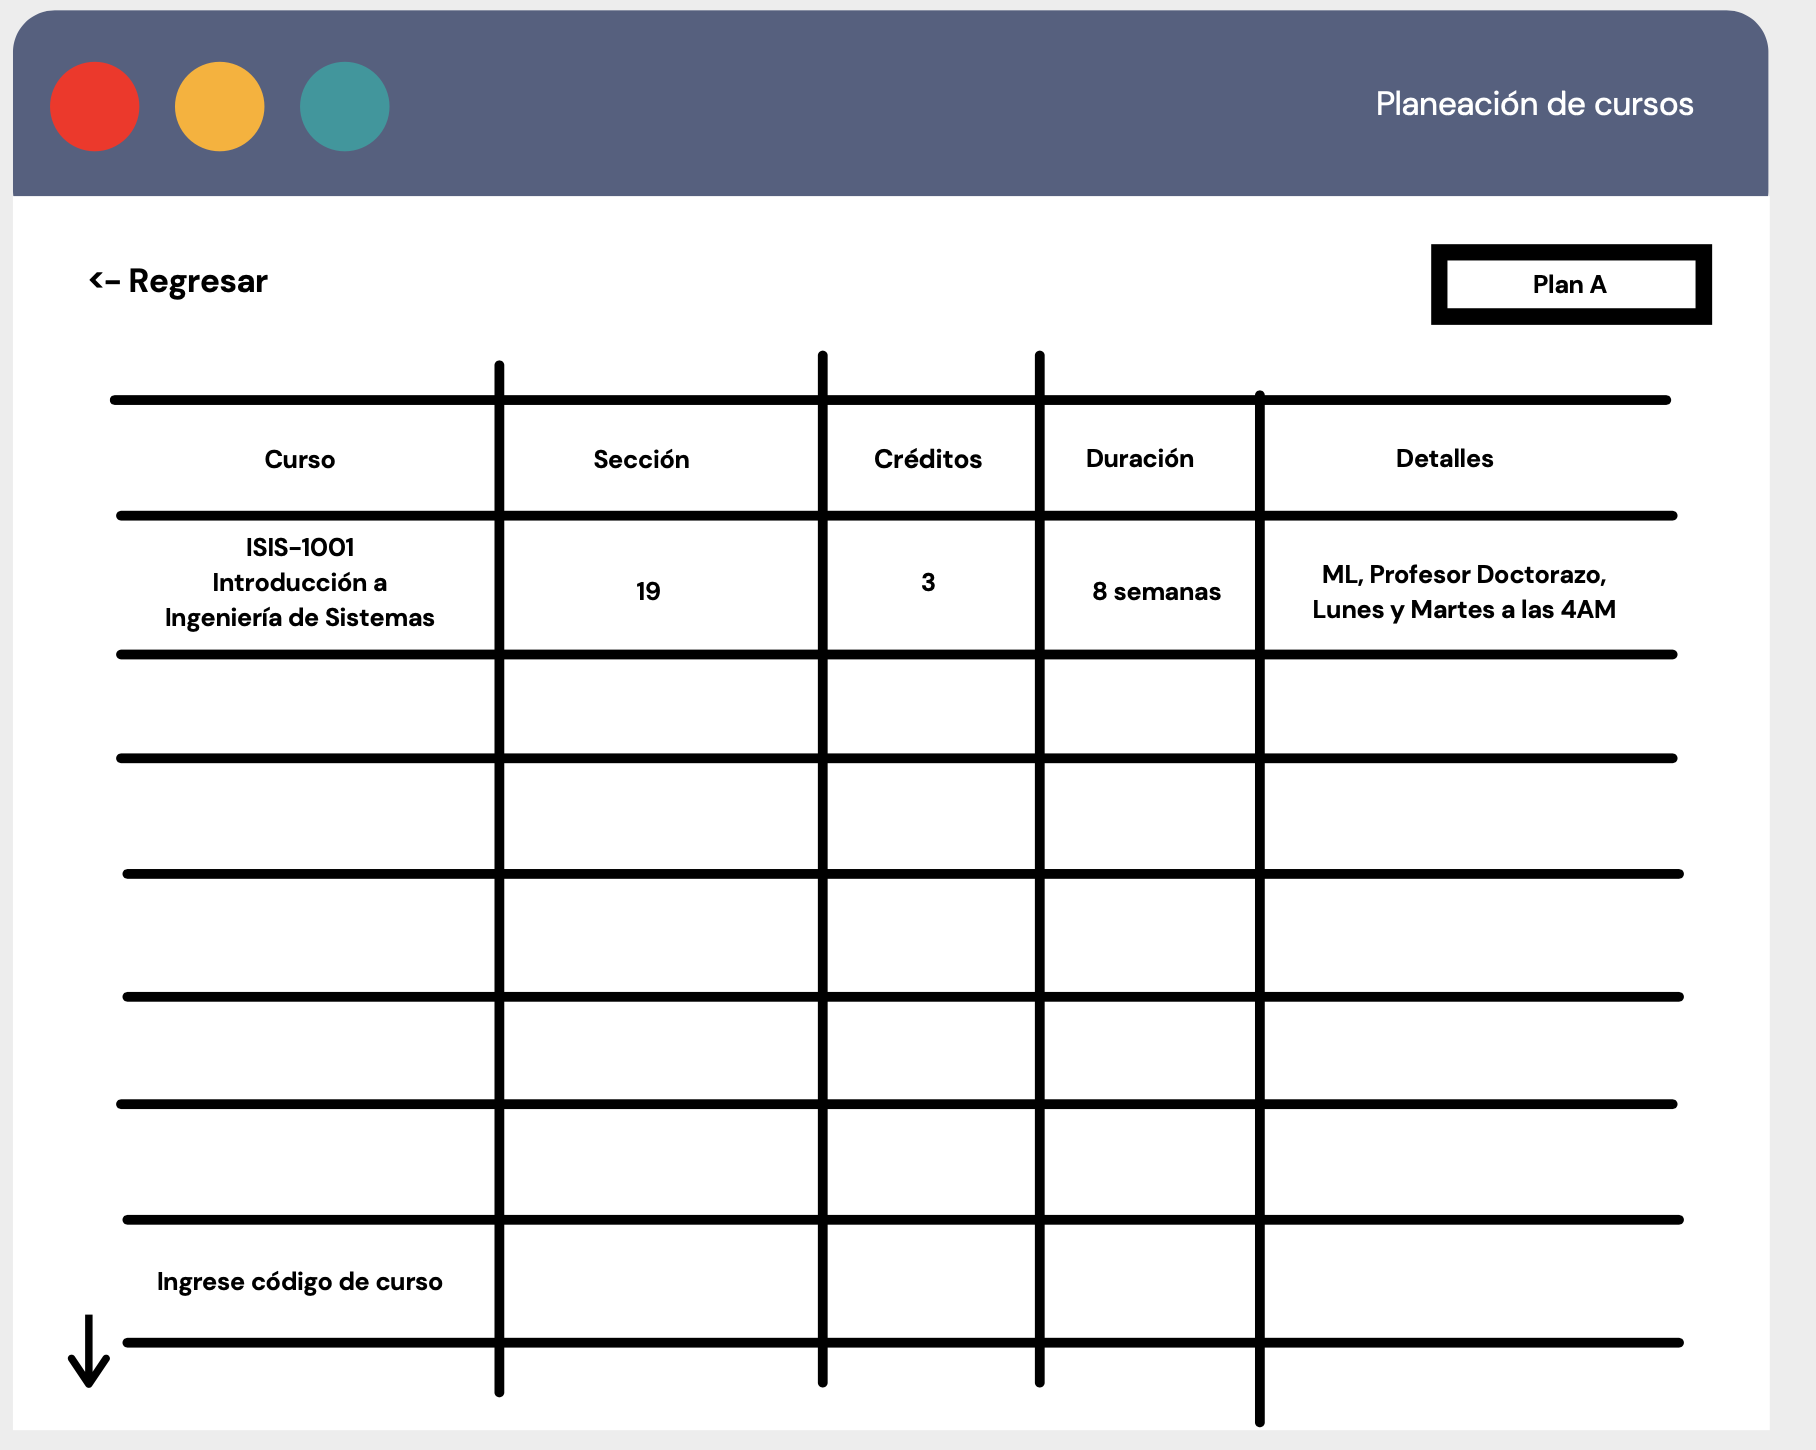 Planeación de cursos
<- Regresar
Plan A
Curso
Sección
Créditos
Duración
Detalles
ISIS-1001
Introducción a
Ingeniería de Sistemas
19
3
8 semanas
ML, Profesor Doctorazo,
Lunes y Martes a las 4AM
Ingrese código de curso